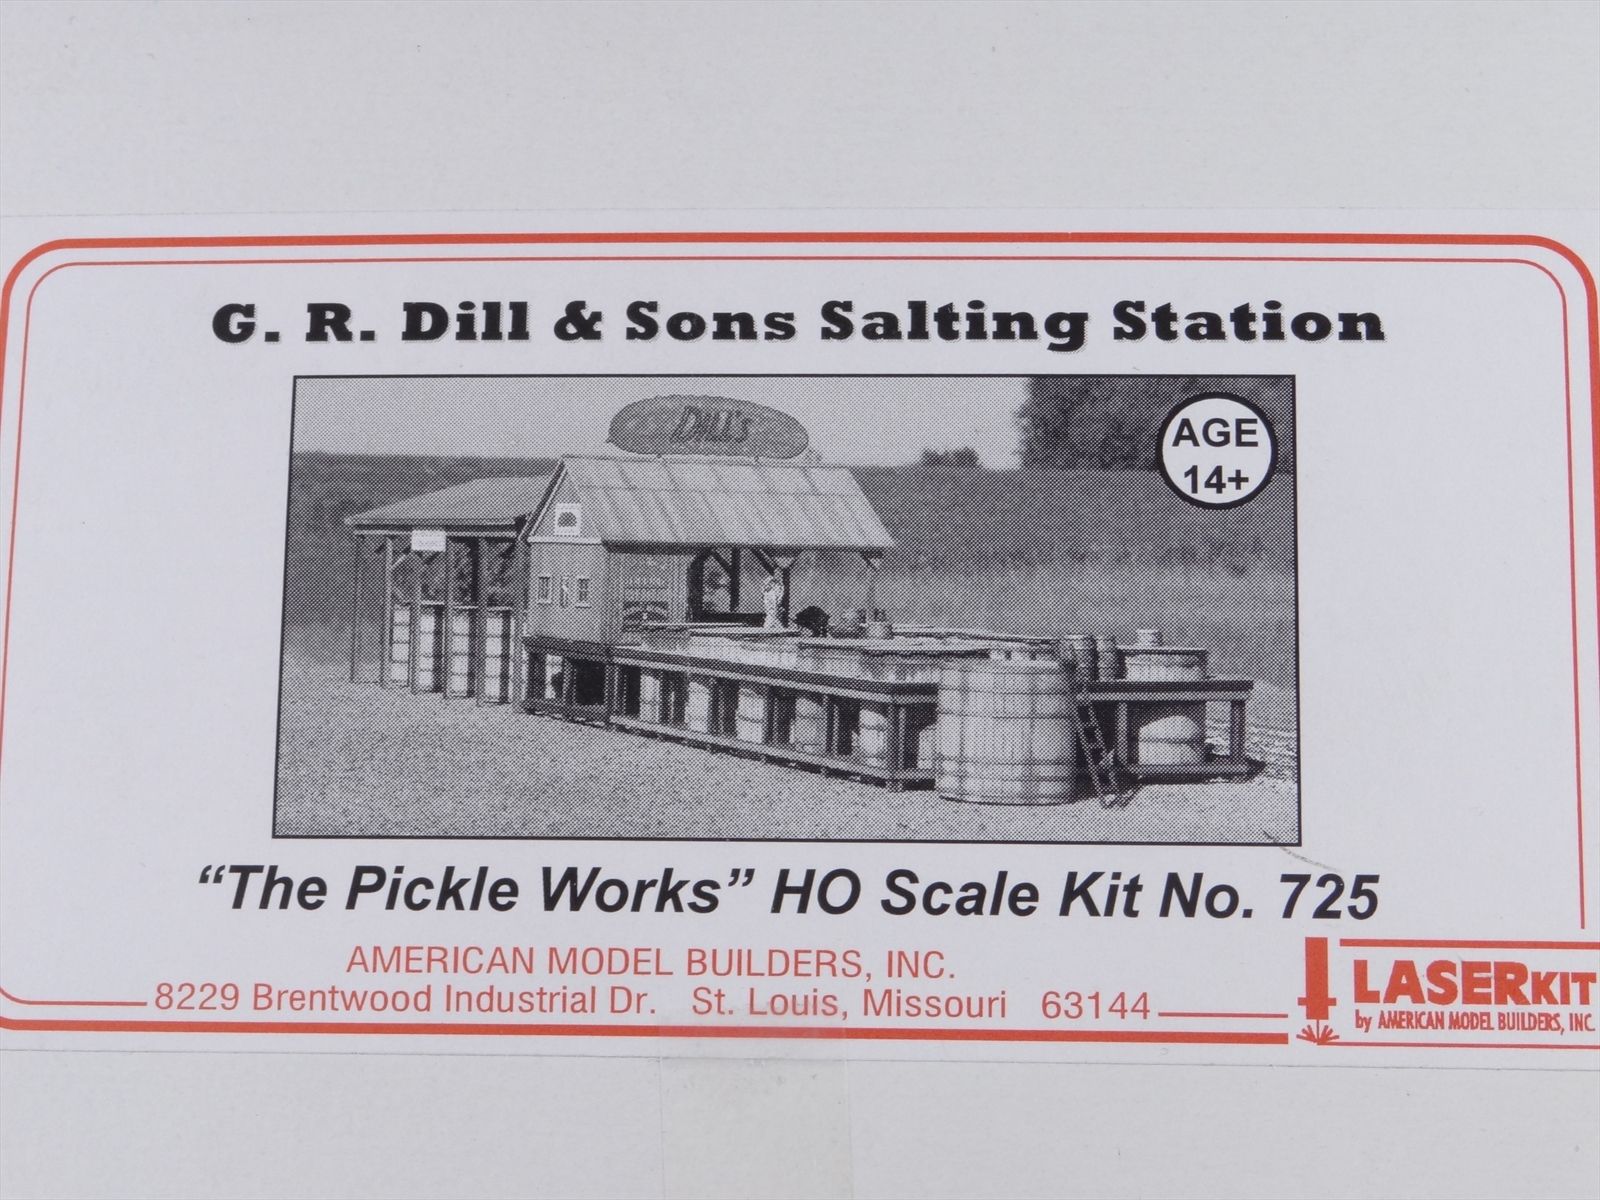 G. R. Dill & Sons Salting Station
Dill's
AGE
14+
"The Pickle Works" HO Scale Kit No. 725
AMERICAN MODEL BUILDERS, INC.
8229 Brentwood Industrial Dr. St. Louis, Missouri 63144
LASERKIT
by AMERICAN MODEL BUILDERS, INC.